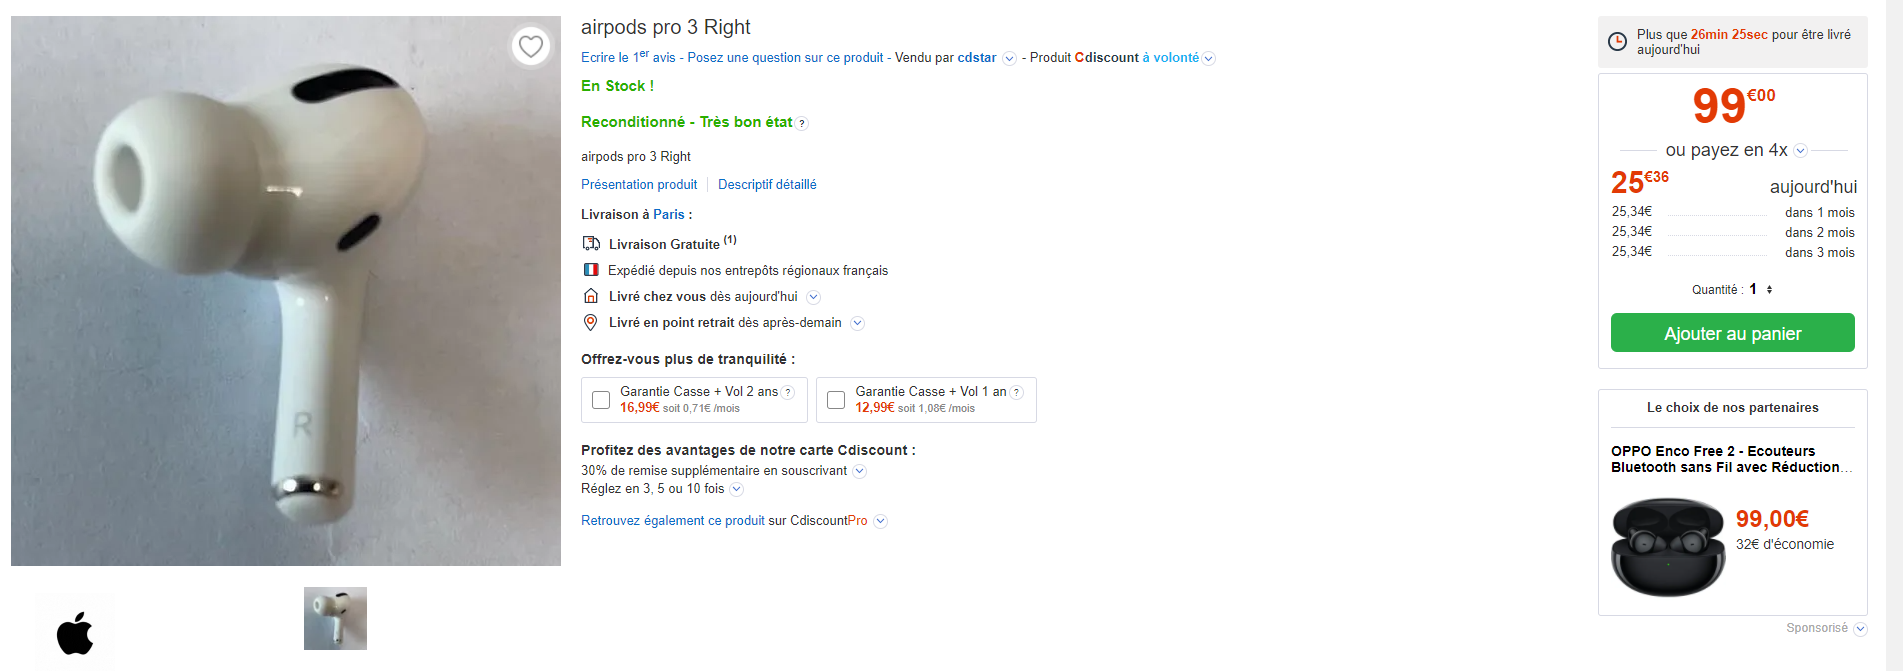 airpods pro 3 Right
Ecrire le 1er avis - Posez une question sur ce produit - Vendu par cdstar - Produit Cdiscount à volonté
En Stock !
Reconditionné - Très bon état ?
airpods pro 3 Right
Présentation produit Descriptif détaillé
Livraison à Paris :
Livraison Gratuite (1)
Expédié depuis nos entrepôts régionaux français
Livré chez vous dès aujourd'hui
Livré en point retrait dès après-demain
Offrez-vous plus de tranquilité :
Garantie Casse + Vol 2 ans ?
16,99€ soit 0,71€ /mois
Garantie Casse + Vol 1 an ?
12,99€ soit 1,08€ /mois
Profitez des avantages de notre carte Cdiscount :
30% de remise supplémentaire en souscrivant
Réglez en 3, 5 ou 10 fois
Retrouvez également ce produit sur CdiscountPro
R
Plus que 26min 25sec pour être livré
aujourd'hui
99€00
ou payez en 4x
25€36 aujourd'hui
25,34€ dans 1 mois
25,34€ dans 2 mois
25,34€ dans 3 mois
Quantité : 1
Ajouter au panier
Le choix de nos partenaires
OPPO Enco Free 2 - Ecouteurs
Bluetooth sans Fil avec Réduction...
99,00€
32€ d'économie
Sponsorisé